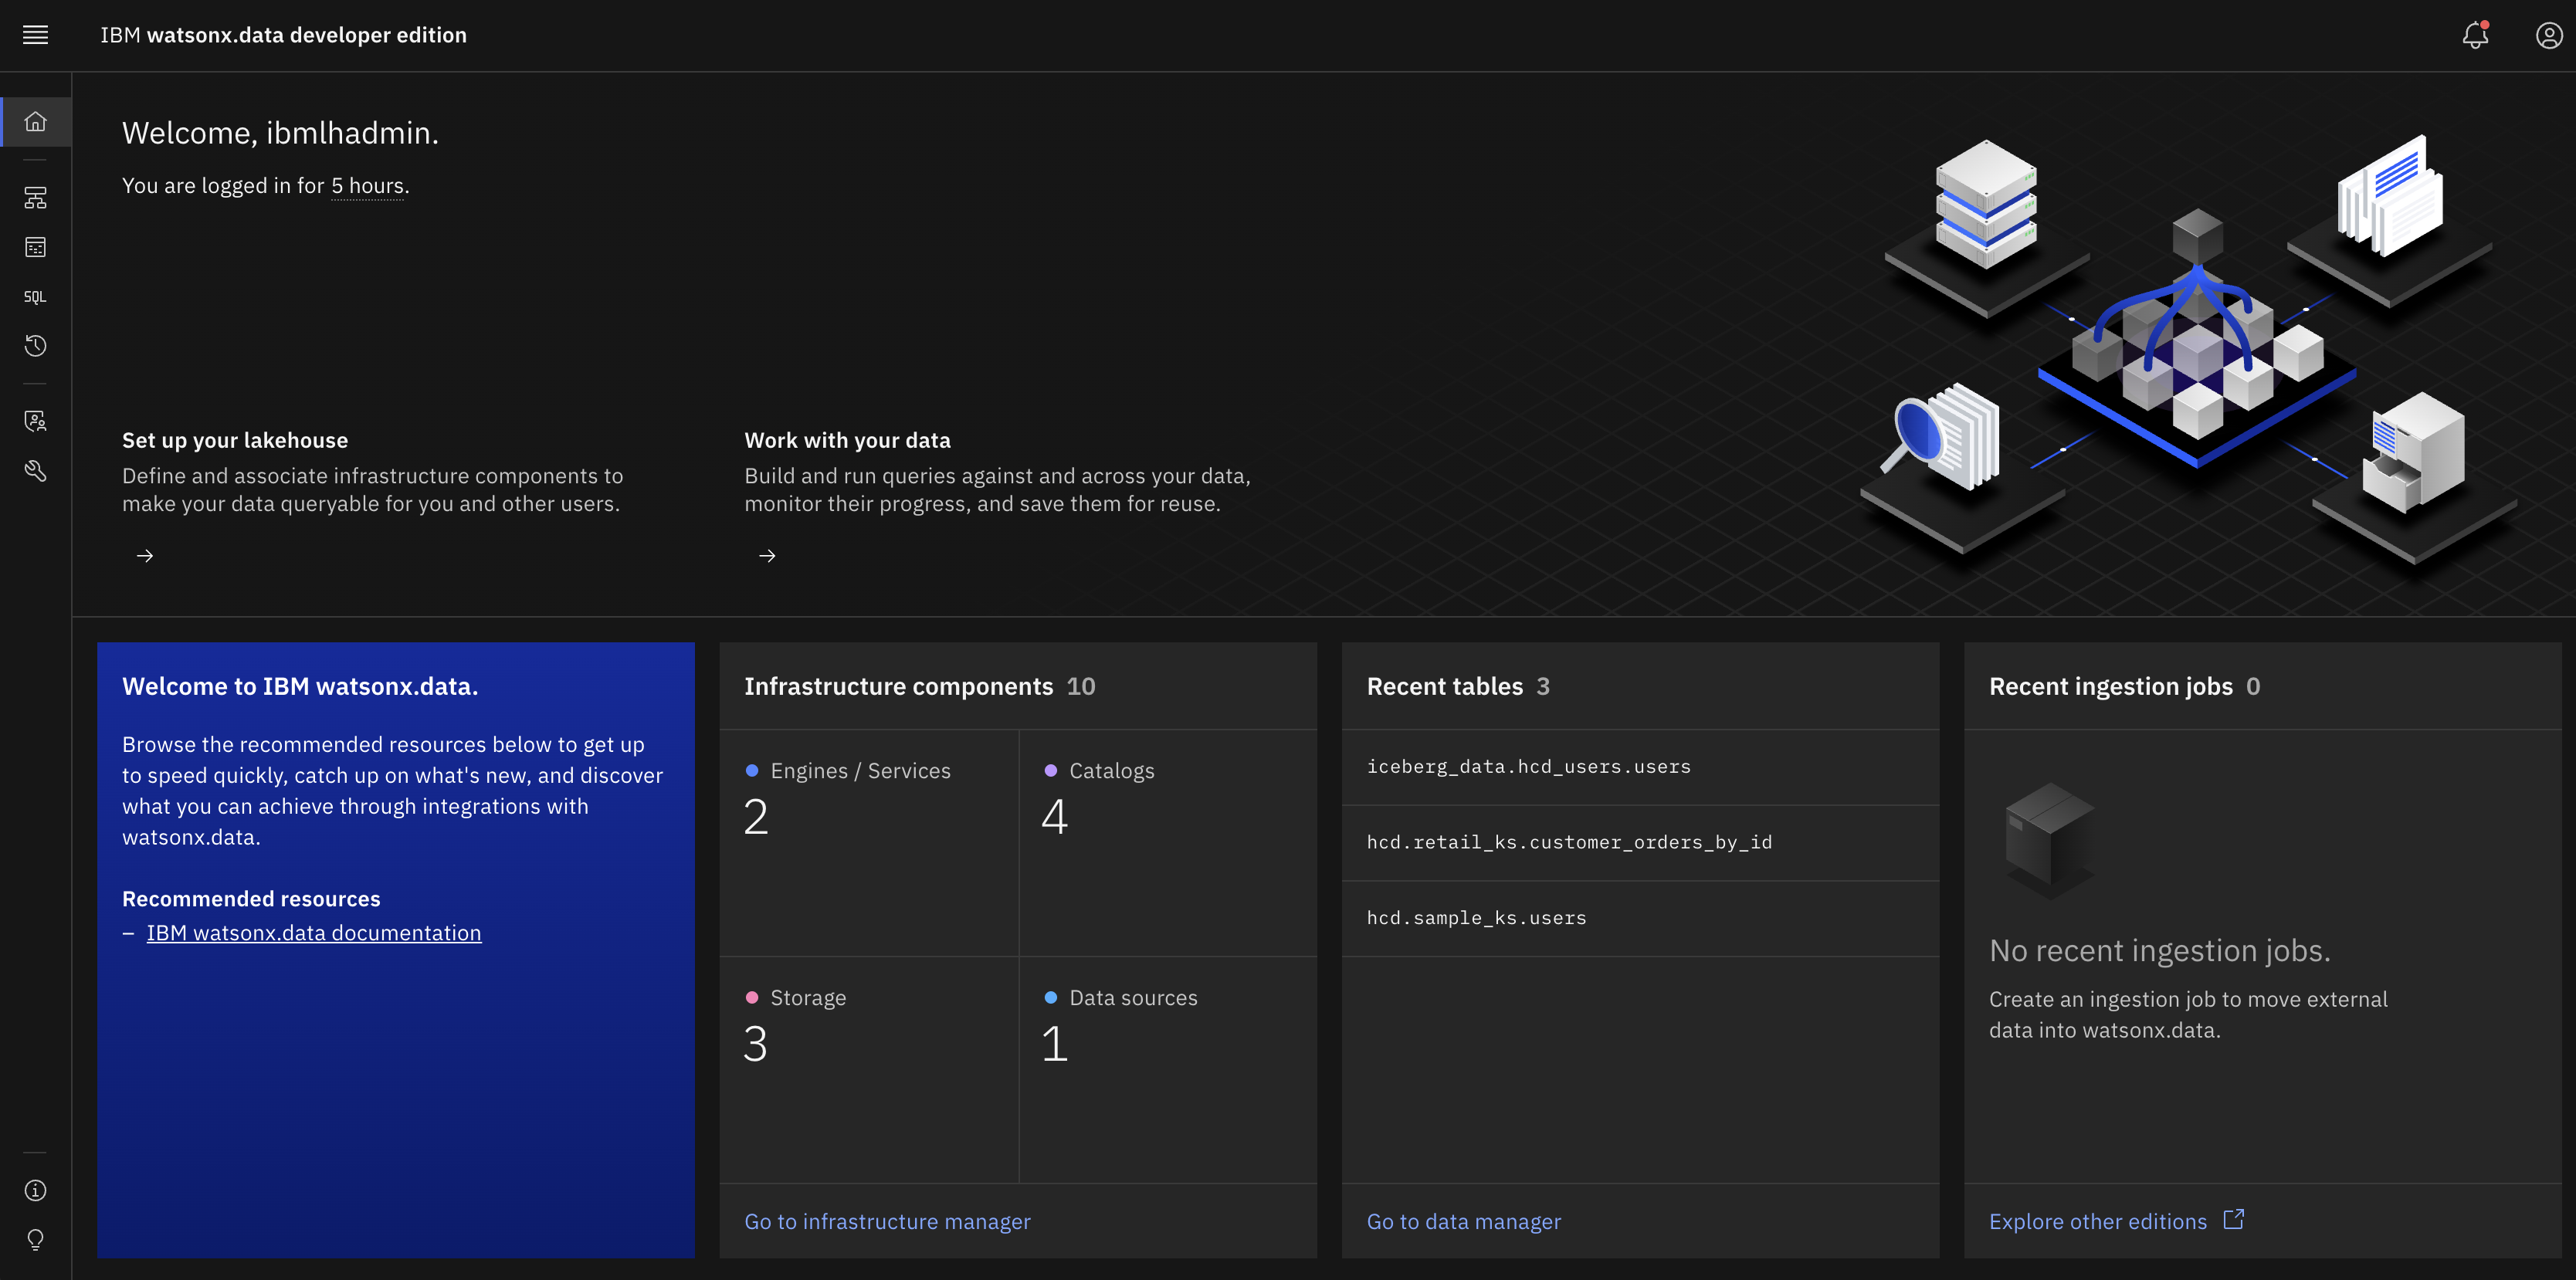 IBM watsonx.data developer edition
Welcome, ibmlhadmin.
You are logged in for 5 hours.
Set up your lakehouse
Define and associate infrastructure components to
make your data queryable for you and other users.
Work with your data
Build and run queries against and across your data,
monitor their progress, and save them for reuse.
SQL
Welcome to IBM watsonx.data.
Browse the recommended resources below to get up
to speed quickly, catch up on what's new, and discover
what you can achieve through integrations with
watsonx.data.
Recommended resources
– IBM watsonx.data documentation
Infrastructure components 10
Engines / Services
2
Catalogs
4
Storage
3
Data sources
1
Go to infrastructure manager
Recent tables 3
iceberg_data.hcd_users.users
hcd.retail_ks.customer_orders_by_id
hcd.sample_ks.users
Go to data manager
Recent ingestion jobs 0
No recent ingestion jobs.
Create an ingestion job to move external
data into watsonx.data.
Explore other editions